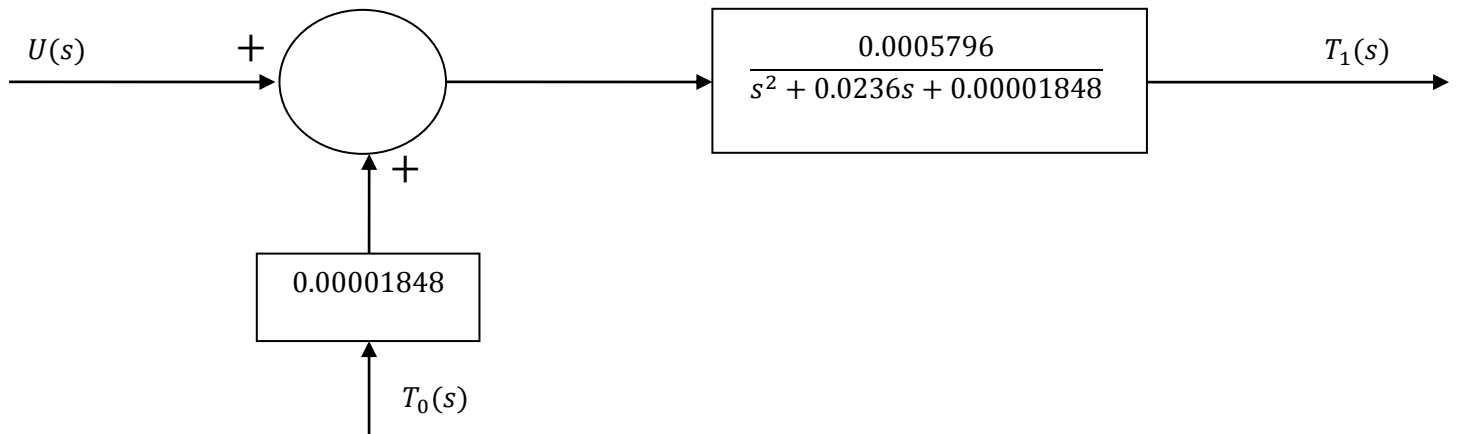 U(s)
+
0.0005796
s² + 0.0236s + 0.00001848
T₁(s)
+
0.00001848
T₀(s)